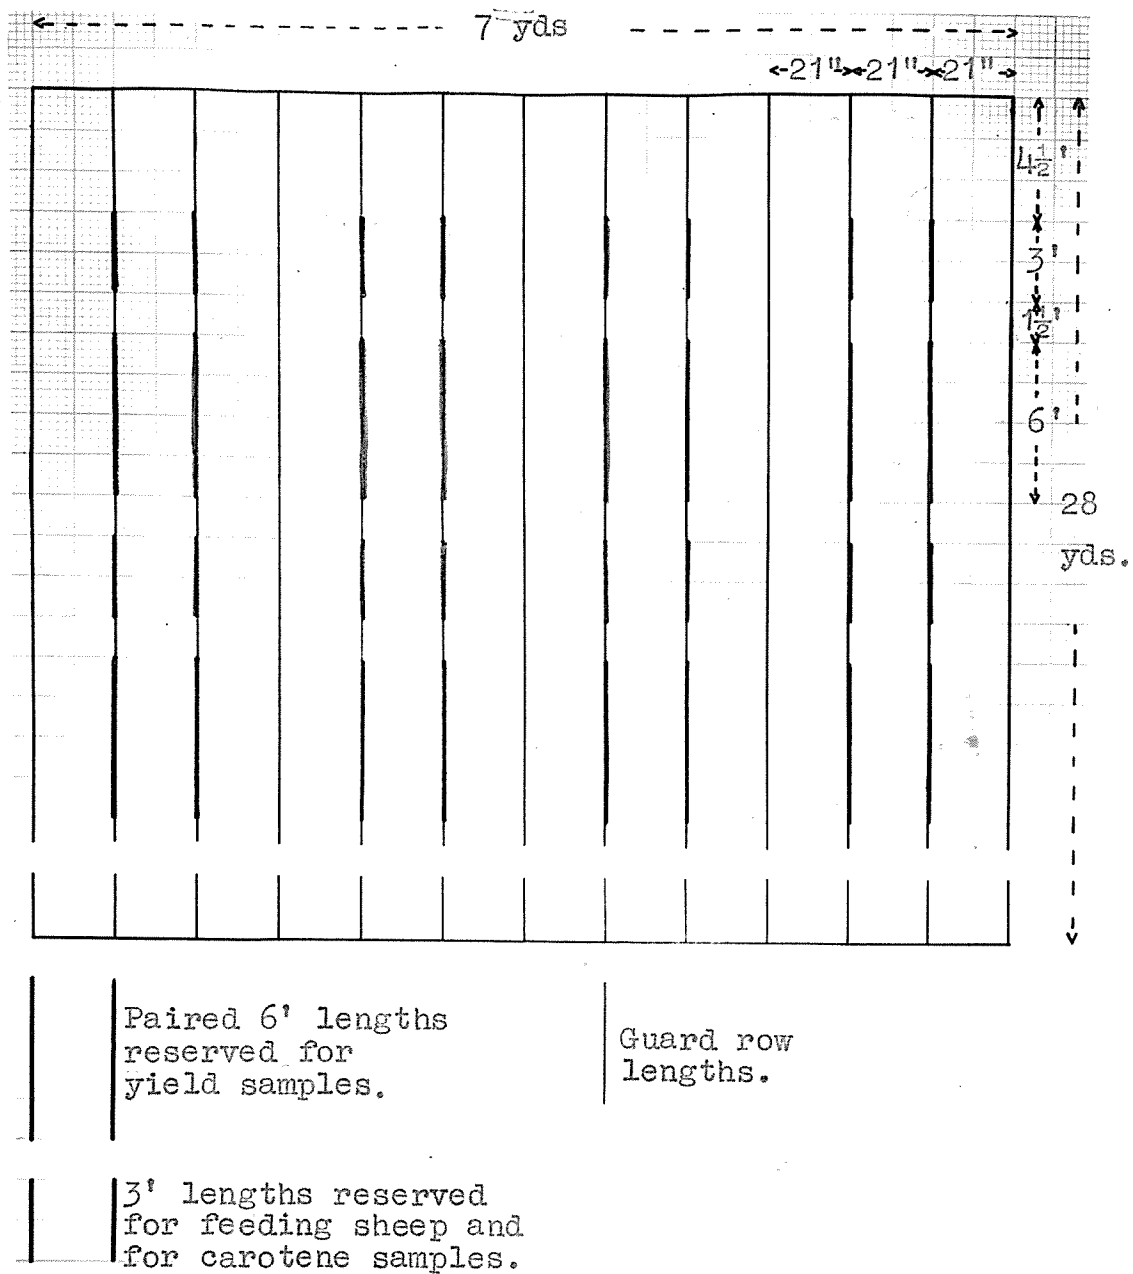 7 yds
21" 21" 21"
4½'
3'
1½'
6'
28
yds.
Paired 6' lengths
reserved for
yield samples.
Guard row
lengths.
3' lengths reserved
for feeding sheep and
for carotene samples.